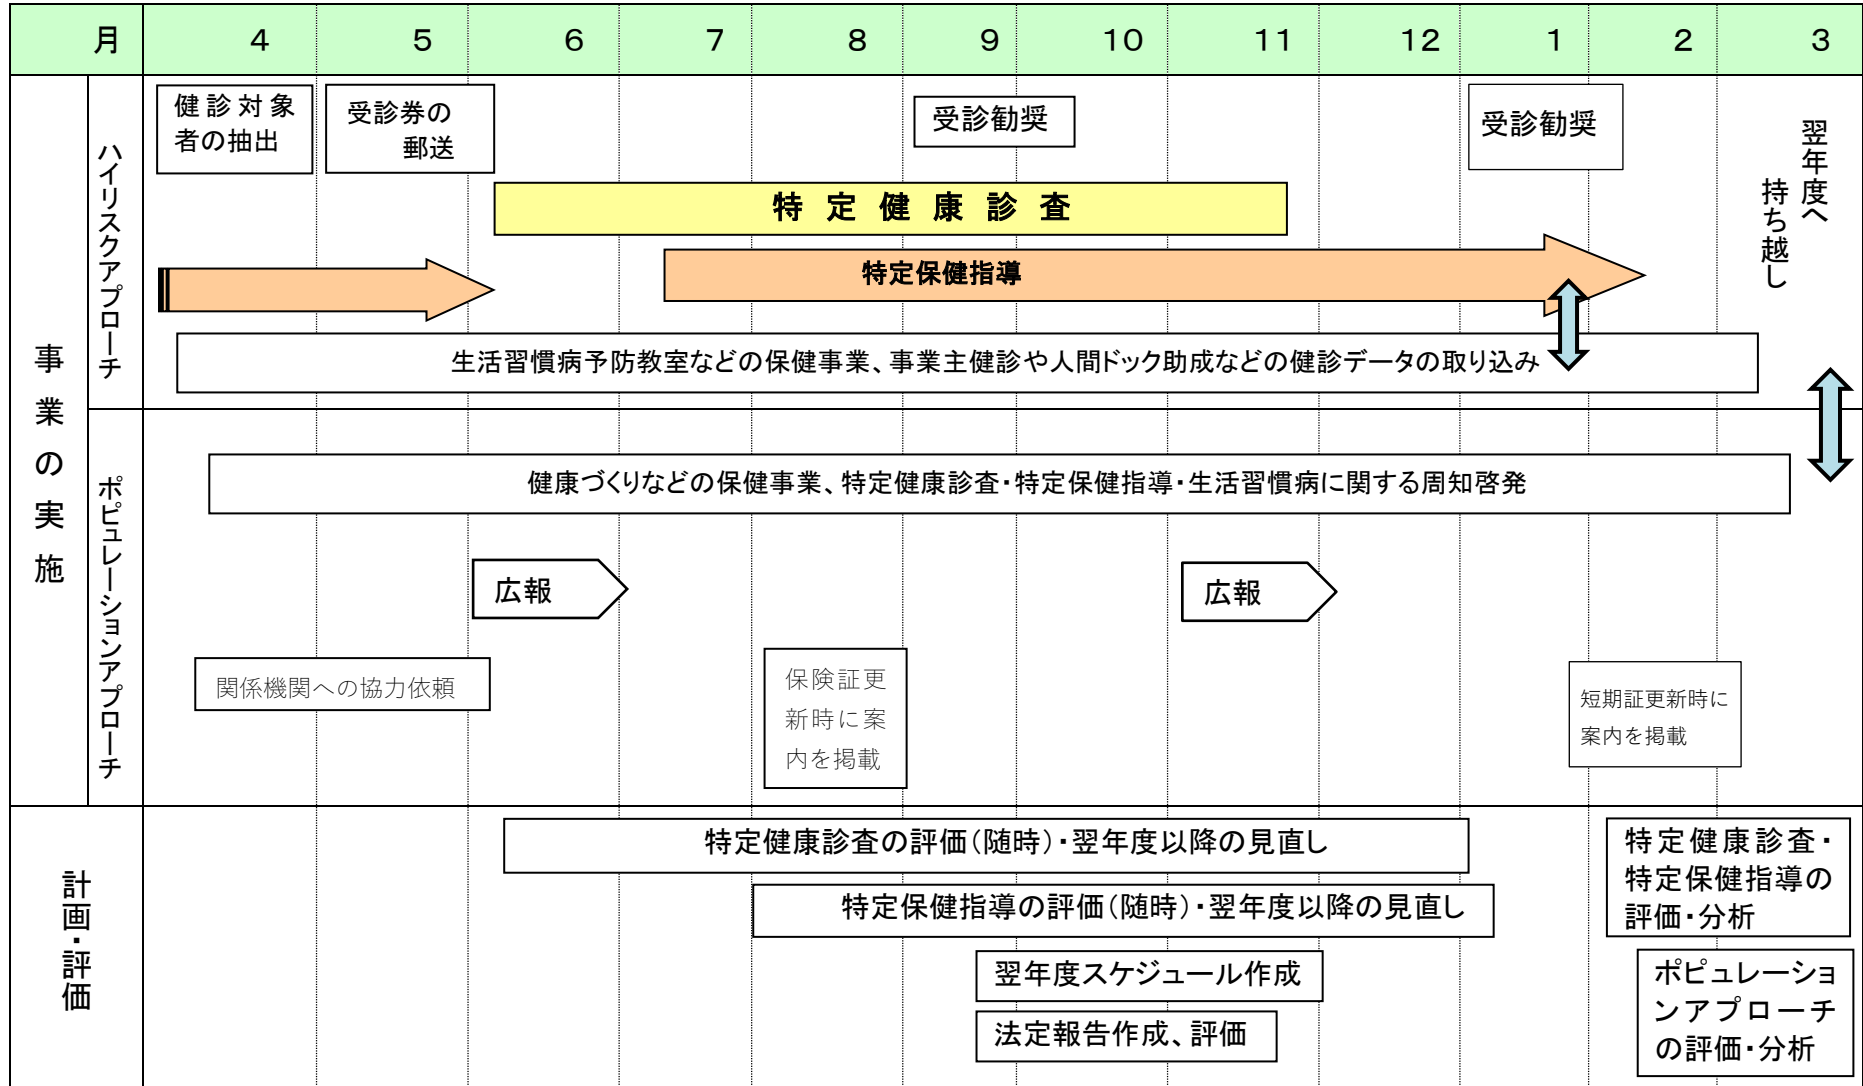 月 4 5 6 7 8 9 10 11 12 1 2 3
事業の実施
ハイリスクアプローチ
健診対象
者の抽出
受診券の
郵送
受診勧奨
受診勧奨
翌年度へ
持ち越し
特定健康診査
特定保健指導
生活習慣病予防教室などの保健事業、事業主健診や人間ドック助成などの健診データの取り込み
ポピュレーションアプローチ
健康づくりなどの保健事業、特定健康診査・特定保健指導・生活習慣病に関する周知啓発
広報
広報
関係機関への協力依頼
保険証更
新時に案
内を掲載
短期証更新時に
案内を掲載
計画・評価
特定健康診査の評価（随時）・翌年度以降の見直し
特定保健指導の評価（随時）・翌年度以降の見直し
翌年度スケジュール作成
法定報告作成、評価
特定健康診査・
特定保健指導の
評価・分析
ポピュレーショ
ンアプローチ
の評価・分析